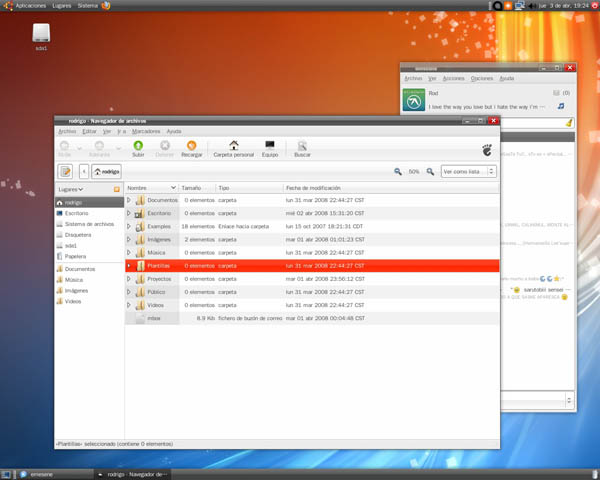 Aplicaciones Lugares Sistema jue 3 de abr, 19:24
sda1
Archivo Ver Acciones Opciones Ayuda
Rod (0)
I love the way you love but I hate the way I'm ···
rodrigo - Navegador de archivos
Archivo Editar Ver Ir a Marcadores Ayuda
Atrás Adelante Subir Detener Recargar Carpeta personal Equipo Buscar
rodrigo 50% Ver como lista
Lugares
rodrigo
Escritorio
Sistema de archivos
Disquetera
sda1
Papelera
Documentos
Música
Imágenes
Videos
Nombre Tamaño Tipo Fecha de modificación
Documentos 0 elementos carpeta lun 31 mar 2008 22:44:27 CST
Escritorio 0 elementos carpeta mié 02 abr 2008 15:31:20 CST
Examples 18 elementos Enlace hacia carpeta lun 15 oct 2007 18:21:31 CDT
Imágenes 2 elementos carpeta mar 01 abr 2008 01:01:23 CST
Música 0 elementos carpeta lun 31 mar 2008 22:44:27 CST
Plantillas 0 elementos carpeta lun 31 mar 2008 22:44:27 CST
Proyectos 0 elementos carpeta mar 01 abr 2008 23:56:12 CST
Público 0 elementos carpeta lun 31 mar 2008 22:44:27 CST
Videos 0 elementos carpeta lun 31 mar 2008 22:44:27 CST
mbox 8.9 Kib fichero de buzón de correo mar 01 abr 2008 00:04:48 CST
sarutobiii sensei
«Plantillas» seleccionado (contiene 0 elementos)
emesene rodrigo - Navegador de···